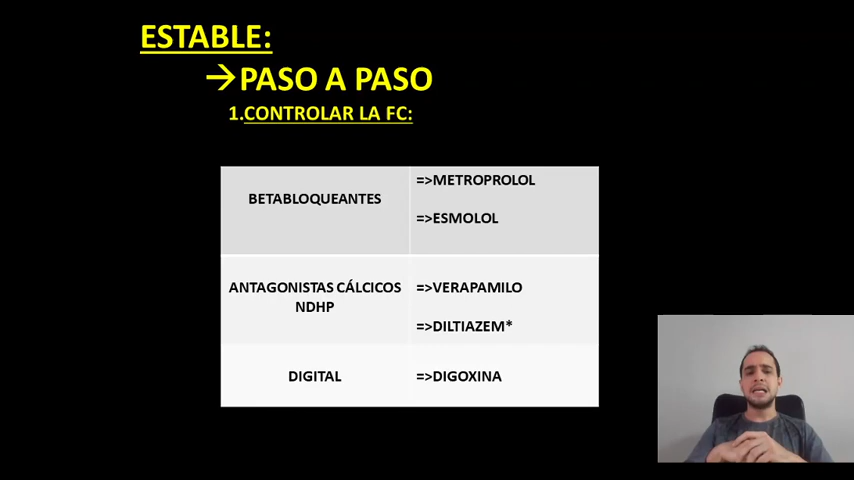 ESTABLE:
→PASO A PASO
1.CONTROLAR LA FC:
BETABLOQUEANTES
=>METROPROLOL
=>ESMOLOL
ANTAGONISTAS CÁLCICOS
NDHP
=>VERAPAMILO
=>DILTIAZEM*
DIGITAL
=>DIGOXINA